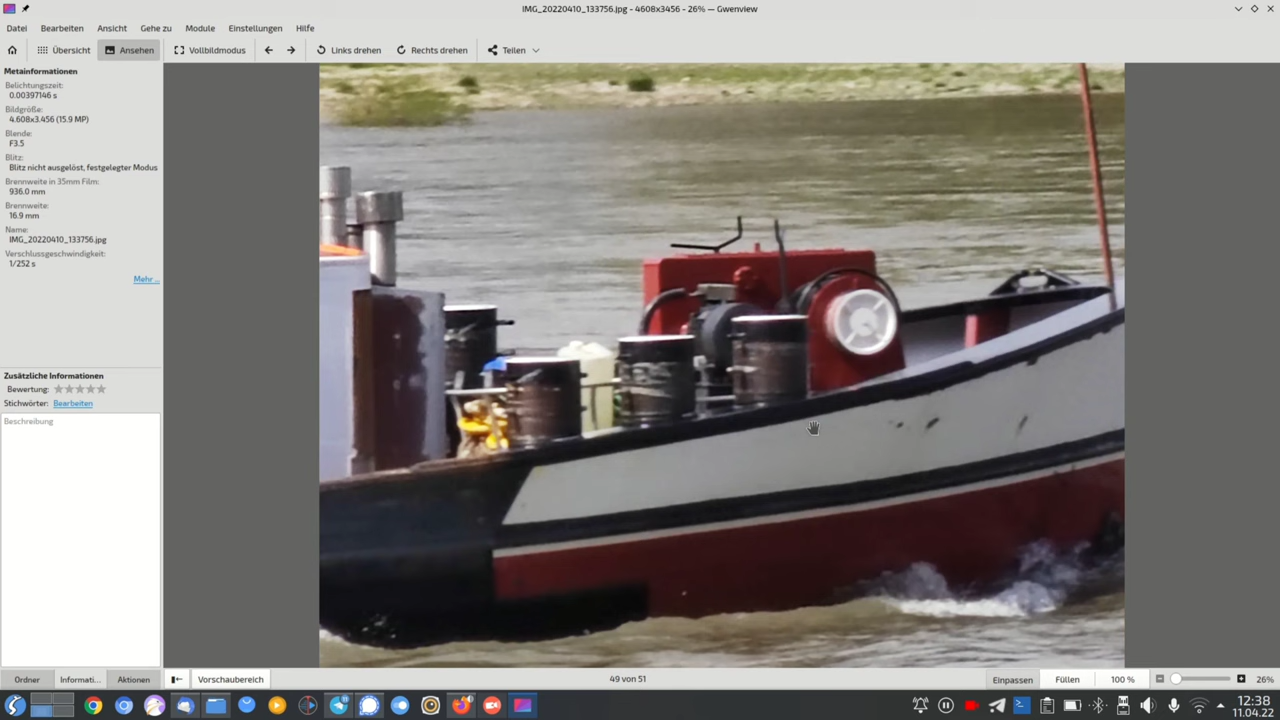 IMG_20220410_133756.jpg - 4608x3456 - 26% — Gwenview
Datei Bearbeiten Ansicht Gehe zu Module Einstellungen Hilfe
Übersicht Ansehen Vollbildmodus Links drehen Rechts drehen Teilen
Metainformationen
Belichtungszeit:
0.00397146 s
Bildgröße:
4.608x3.456 (15.9 MP)
Blende:
F3.5
Blitz:
Blitz nicht ausgelöst, festgelegter Modus
Brennweite in 35mm Film:
936.0 mm
Brennweite:
16.9 mm
Name:
IMG_20220410_133756.jpg
Verschlussgeschwindigkeit:
1/252 s
Mehr ...
Zusätzliche Informationen
Bewertung:
Stichwörter: Bearbeiten
Beschreibung
Ordner Informati... Aktionen Vorschaubereich 49 von 51 Einpassen Füllen 100 % 26%
12:38
11.04.22